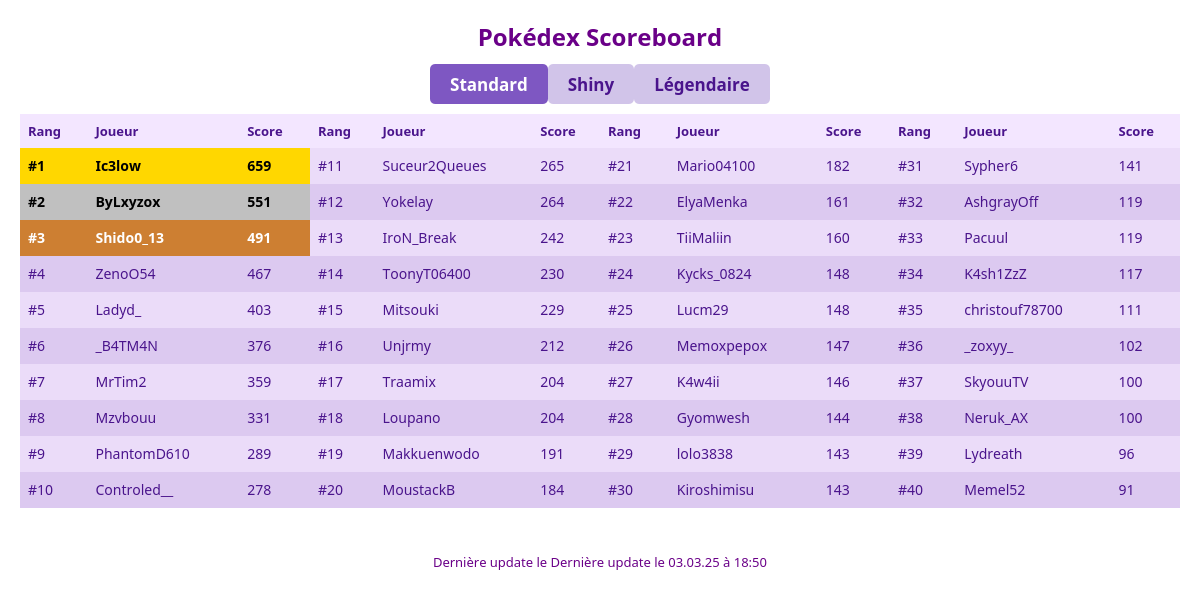 Pokédex Scoreboard
Standard Shiny Légendaire
Rang Joueur Score Rang Joueur Score Rang Joueur Score Rang Joueur Score
#1 Ic3low 659 #11 Suceur2Queues 265 #21 Mario04100 182 #31 Sypher6 141
#2 ByLxyzox 551 #12 Yokelay 264 #22 ElyaMenka 161 #32 AshgrayOff 119
#3 Shido0_13 491 #13 IroN_Break 242 #23 TiiMaliin 160 #33 Pacuul 119
#4 ZenoO54 467 #14 ToonyT06400 230 #24 Kycks_0824 148 #34 K4sh1ZzZ 117
#5 Ladyd_ 403 #15 Mitsouki 229 #25 Lucm29 148 #35 christouf78700 111
#6 _B4TM4N 376 #16 Unjrmy 212 #26 Memoxpepox 147 #36 _zoxyy_ 102
#7 MrTim2 359 #17 Traamix 204 #27 K4w4ii 146 #37 SkyouuTV 100
#8 Mzvbouu 331 #18 Loupano 204 #28 Gyomwesh 144 #38 Neruk_AX 100
#9 PhantomD610 289 #19 Makkuenwodo 191 #29 lolo3838 143 #39 Lydreath 96
#10 Controled__ 278 #20 MoustackB 184 #30 Kiroshimisu 143 #40 Memel52 91
Dernière update le Dernière update le 03.03.25 à 18:50